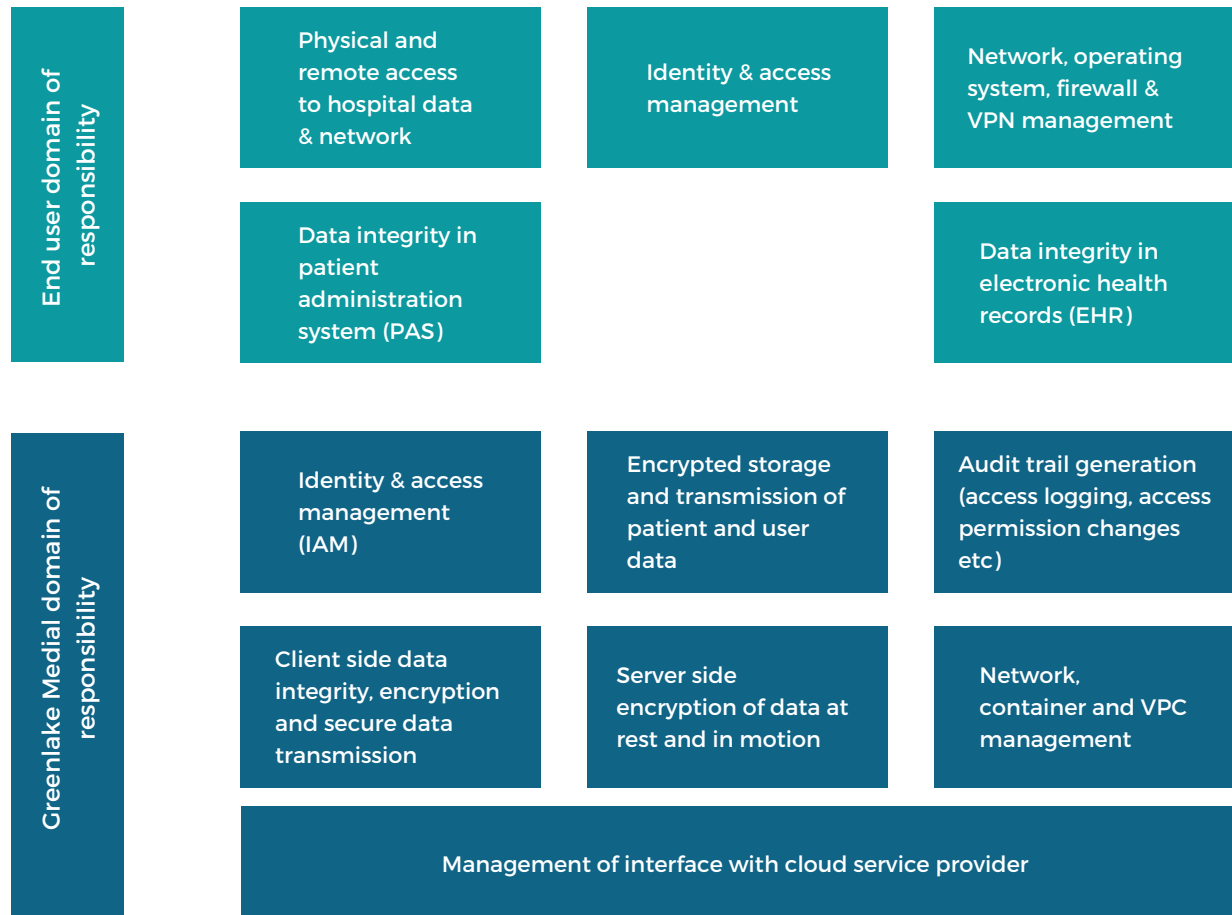 End user domain of
responsibility
Physical and
remote access
to hospital data
& network
Identity & access
management
Network, operating
system, firewall &
VPN management
Data integrity in
patient
administration
system (PAS)
Data integrity in
electronic health
records (EHR)
Greenlake Medial domain of
responsibility
Identity & access
management
(IAM)
Encrypted storage
and transmission of
patient and user
data
Audit trail generation
(access logging, access
permission changes
etc)
Client side data
integrity, encryption
and secure data
transmission
Server side
encryption of data at
rest and in motion
Network,
container and VPC
management
Management of interface with cloud service provider